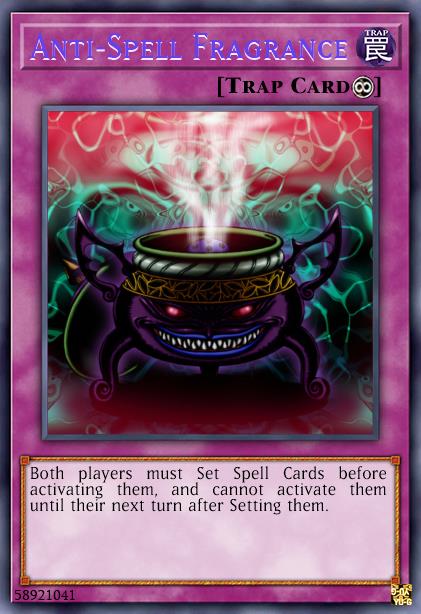 Anti-Spell Fragrance
TRAP
罠
[Trap Card]
Both players must Set Spell Cards before
activating them, and cannot activate them
until their next turn after Setting them.
58921041